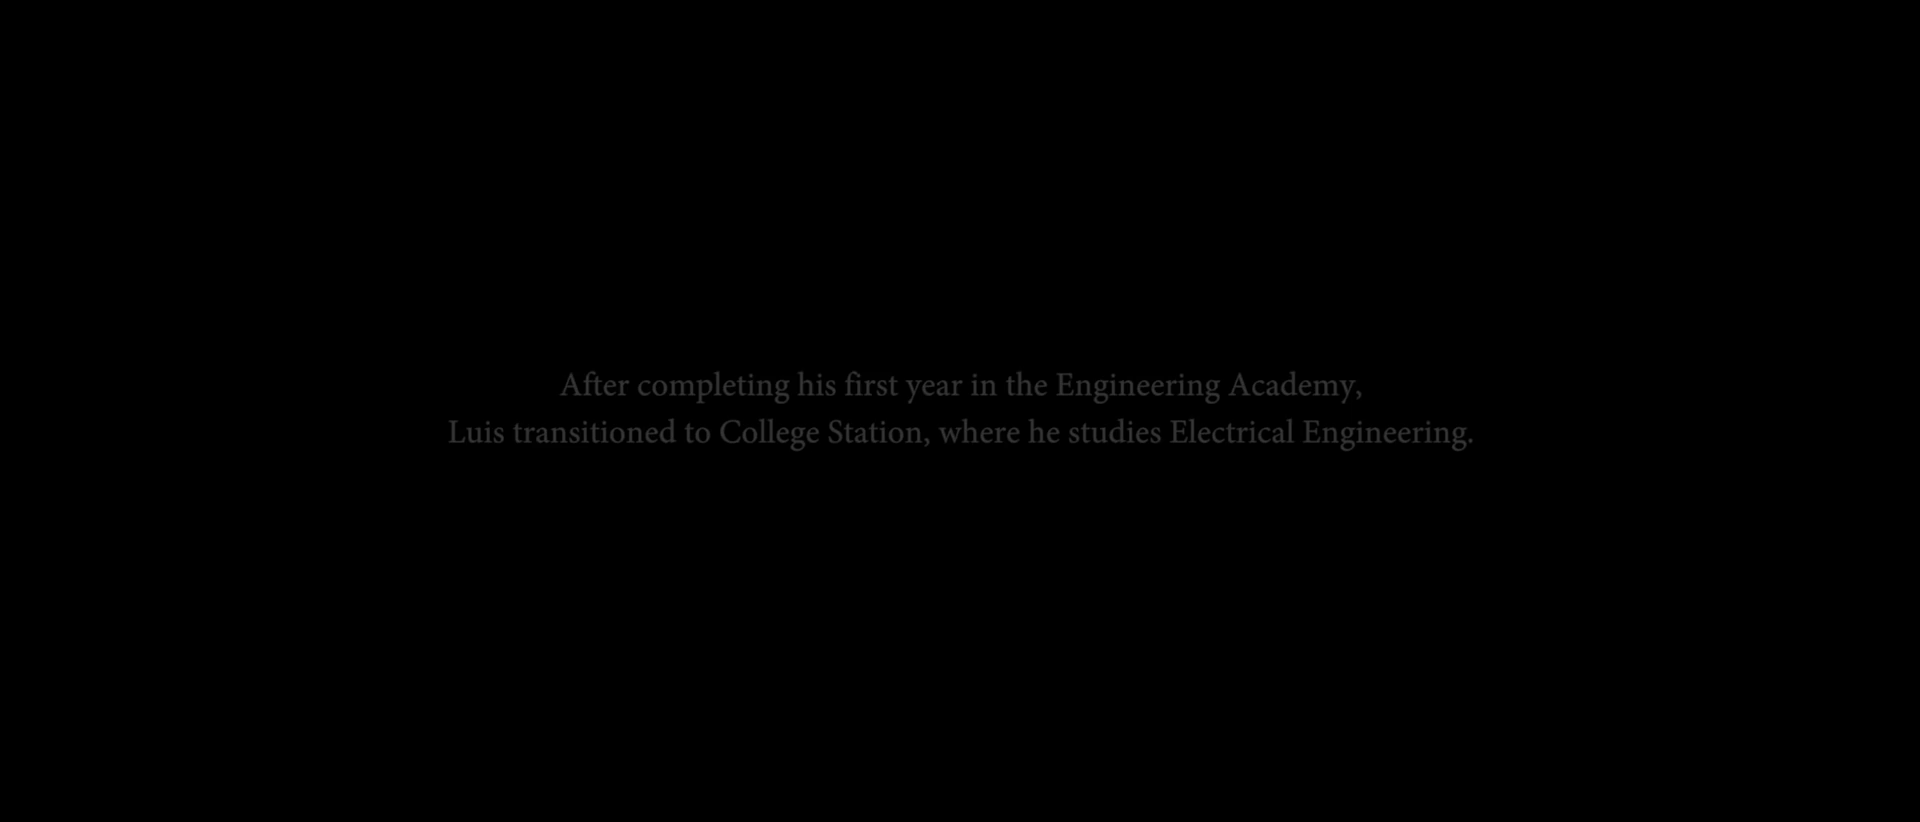 After completing his first year in the Engineering Academy,
Luis transitioned to College Station, where he studies Electrical Engineering.